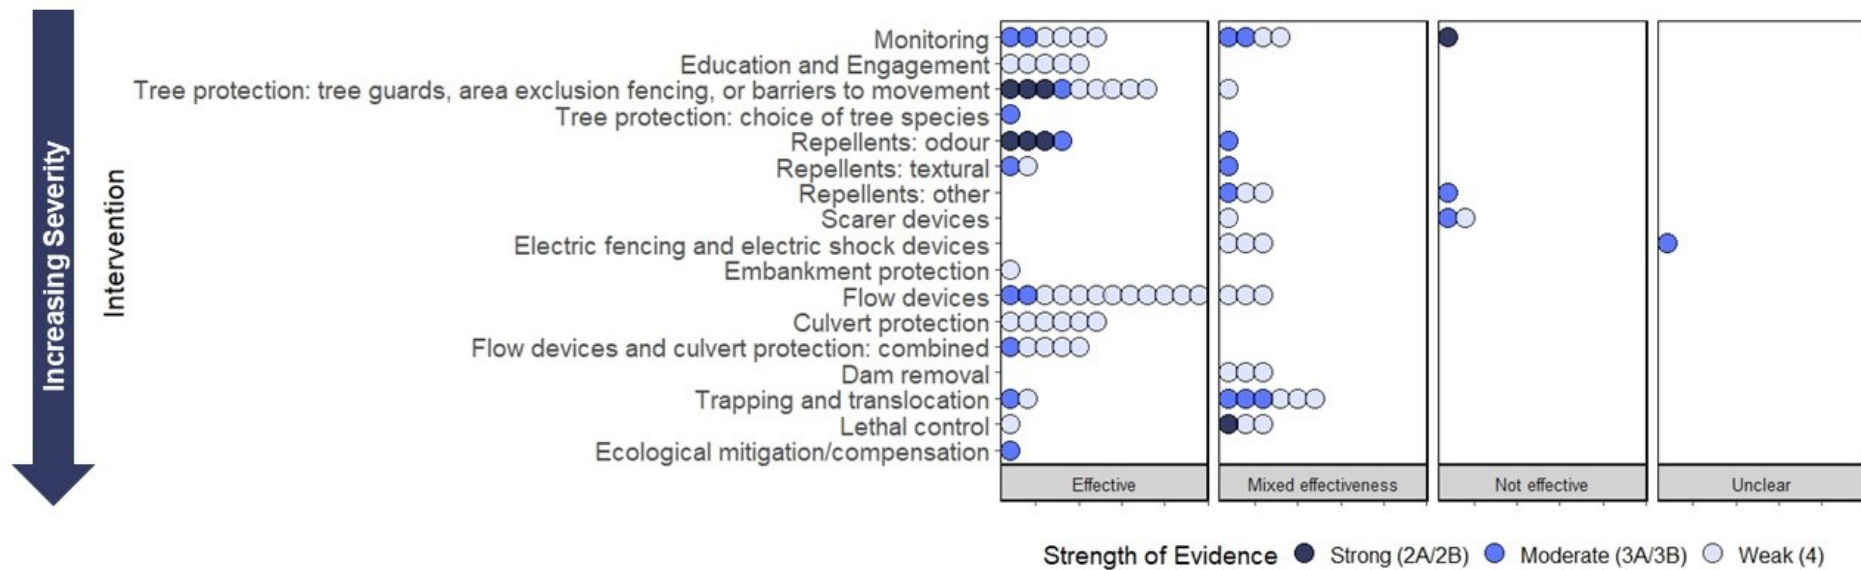 Increasing Severity
Intervention
Monitoring
Education and Engagement
Tree protection: tree guards, area exclusion fencing, or barriers to movement
Tree protection: choice of tree species
Repellents: odour
Repellents: textural
Repellents: other
Scarer devices
Electric fencing and electric shock devices
Embankment protection
Flow devices
Culvert protection
Flow devices and culvert protection: combined
Dam removal
Trapping and translocation
Lethal control
Ecological mitigation/compensation
Effective
Mixed effectiveness
Not effective
Unclear
Strength of Evidence Strong (2A/2B) Moderate (3A/3B) Weak (4)